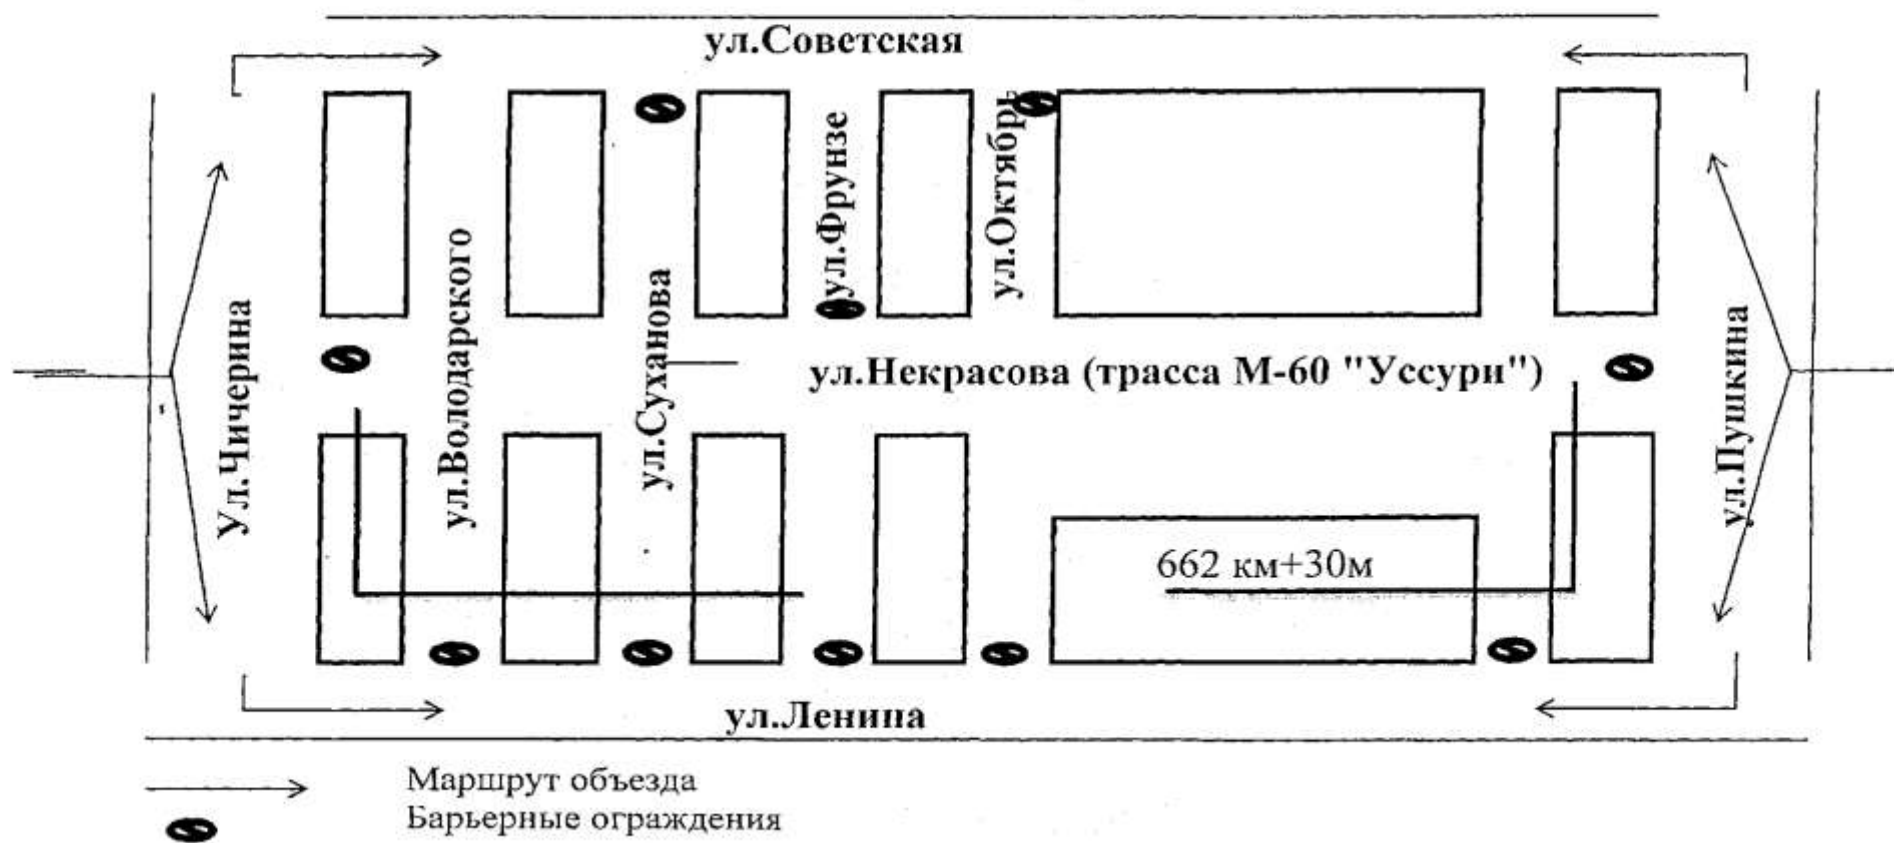 ул.Советская
Ул.Чичерина
ул.Володарского
ул.Суханова
ул.Фрунзе
ул.Октябрь
ул.Некрасова (трасса М-60 "Уссури")
ул.Пушкина
662 км+30м
ул.Ленина
Маршрут объезда
Барьерные ограждения